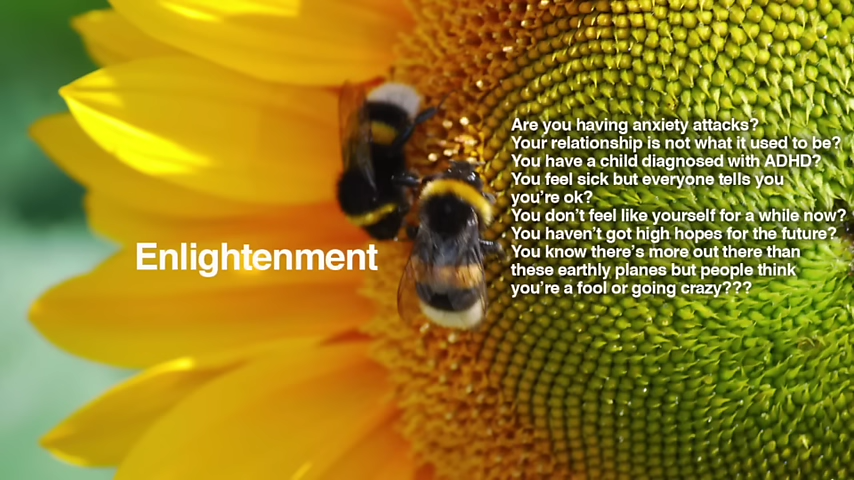 Enlightenment
Are you having anxiety attacks?
Your relationship is not what it used to be?
You have a child diagnosed with ADHD?
You feel sick but everyone tells you
you're ok?
You don't feel like yourself for a while now?
You haven't got high hopes for the future?
You know there's more out there than
these earthly planes but people think
you're a fool or going crazy???